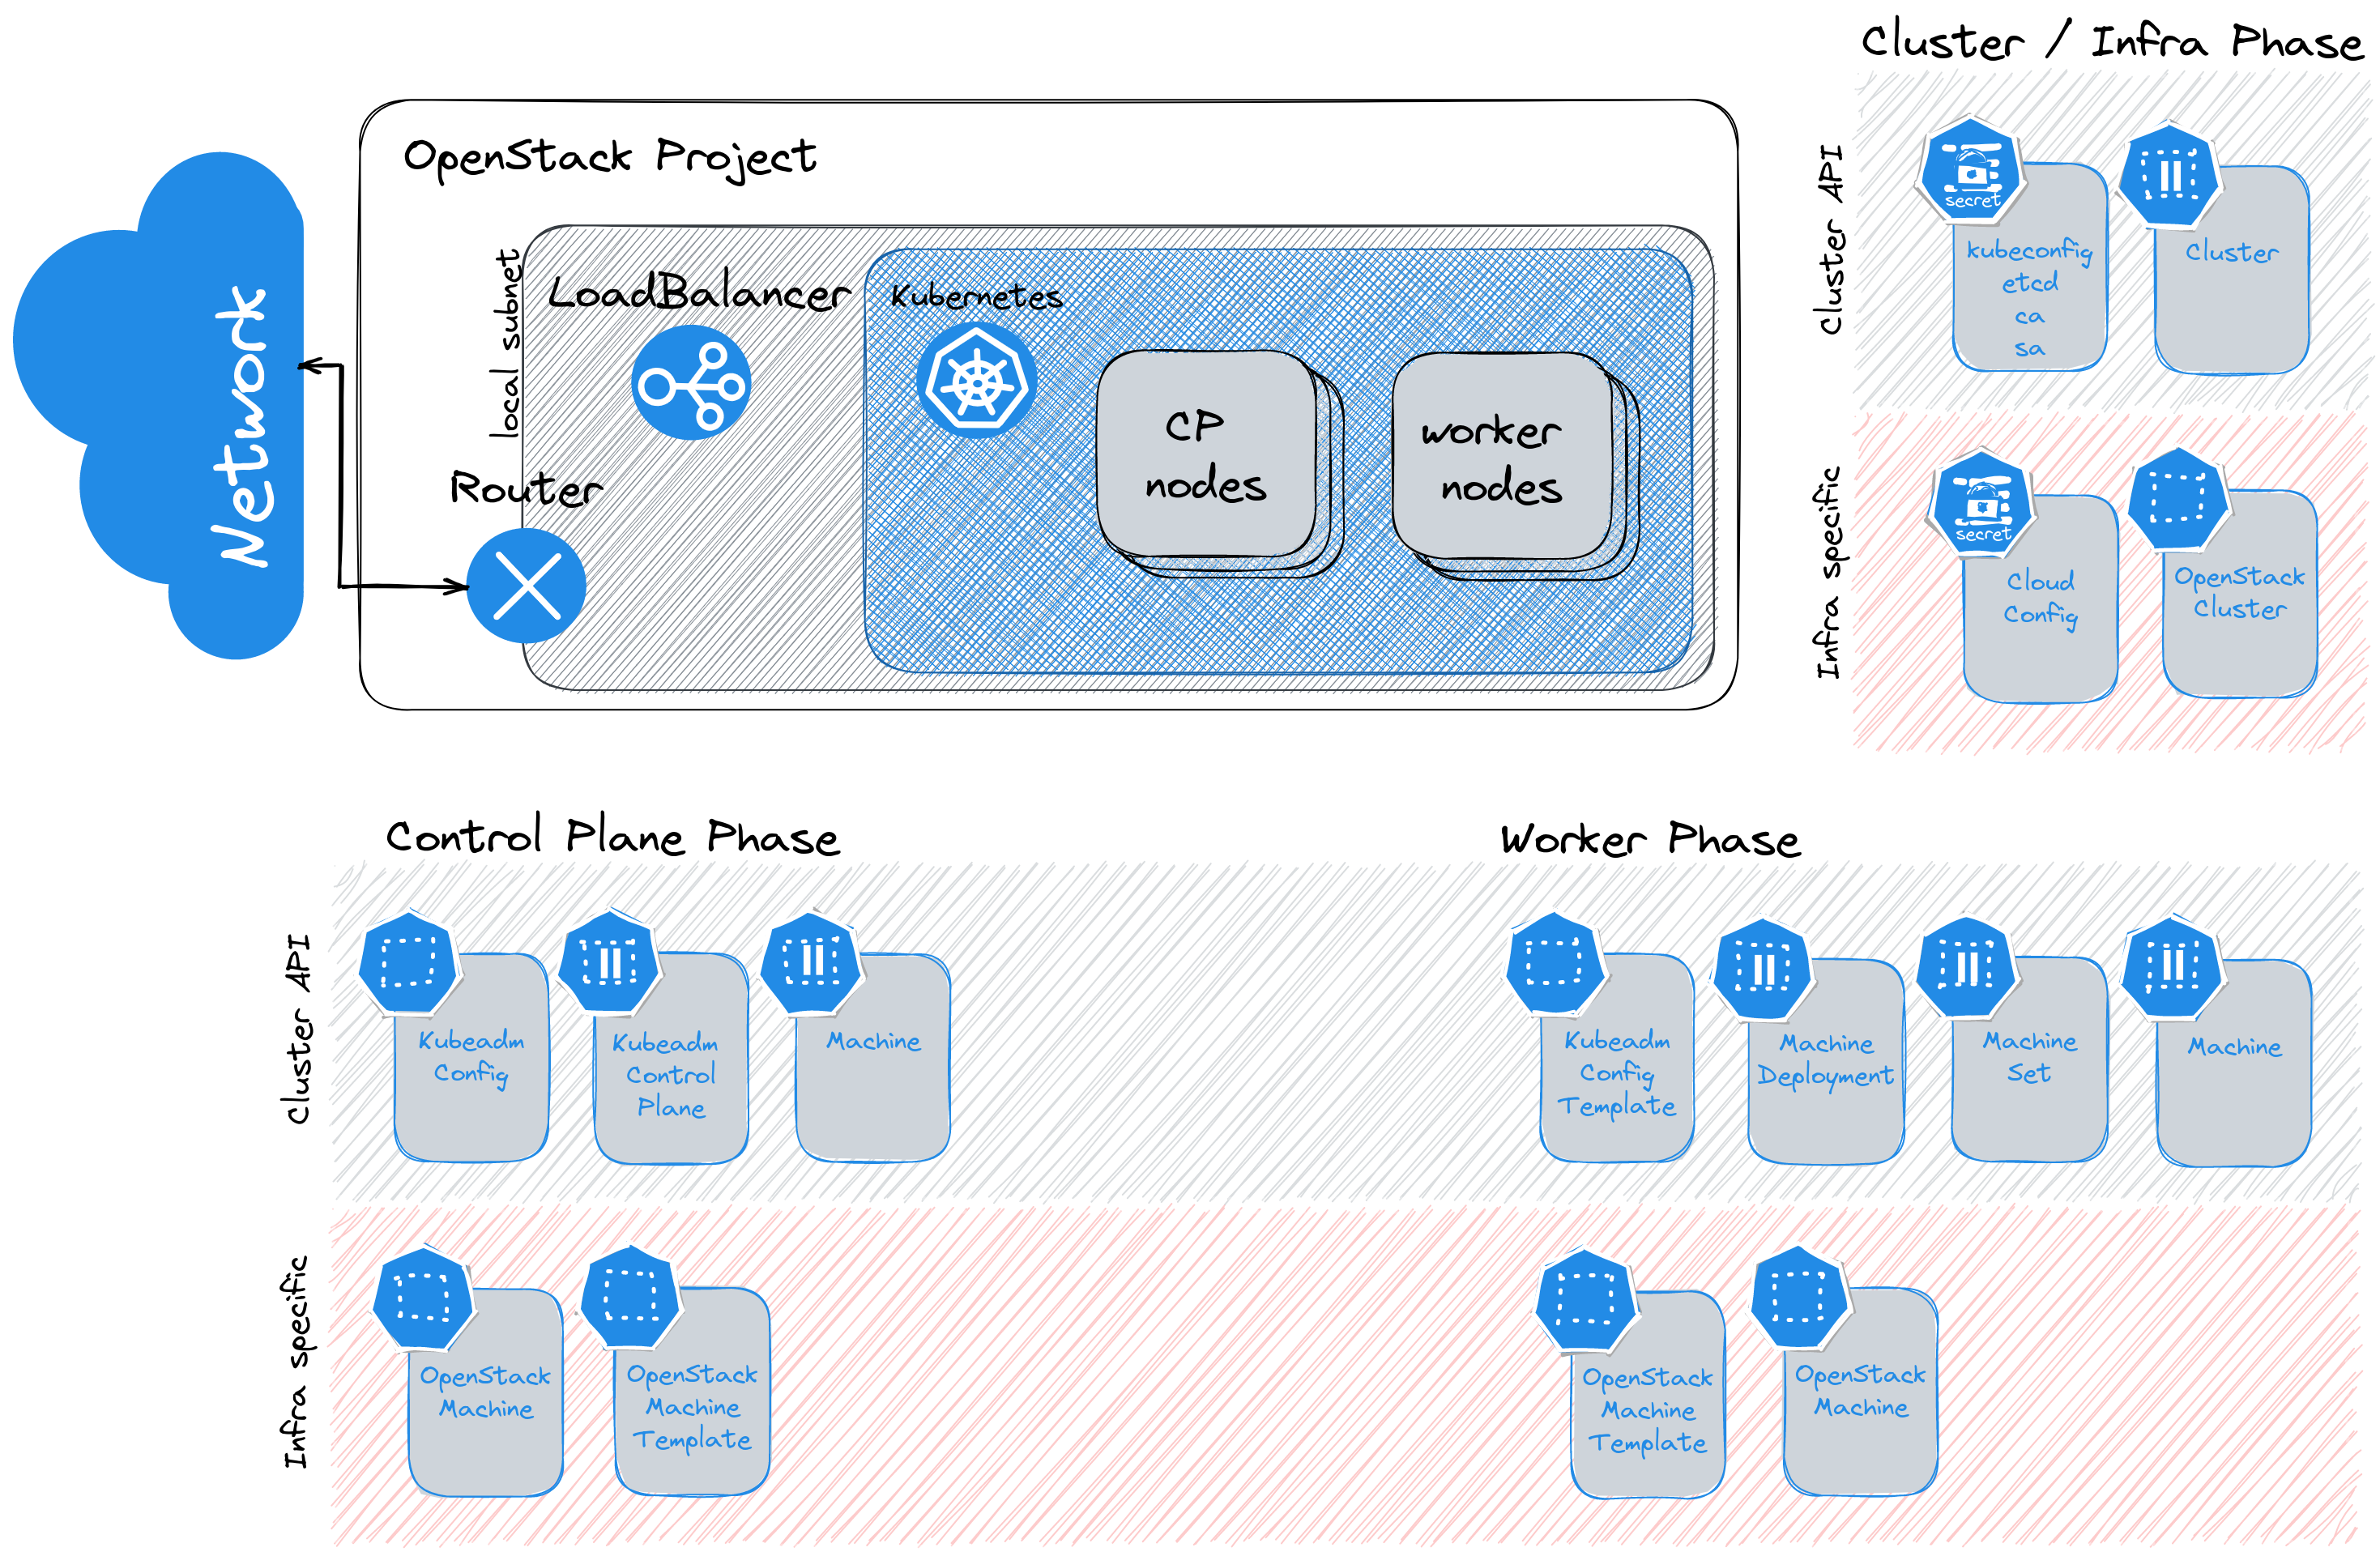 Cluster / Infra Phase
OpenStack Project
Network
local subnet
LoadBalancer
Kubernetes
Router
CP
nodes
worker
nodes
Cluster API
secret
kubeconfig
etcd
ca
sa
Cluster
Infra specific
secret
Cloud
Config
OpenStack
Cluster
Control Plane Phase
Worker Phase
Cluster API
Kubeadm
Config
Kubeadm
Control
Plane
Machine
Kubeadm
Config
Template
Machine
Deployment
Machine
Set
Machine
Infra specific
OpenStack
Machine
OpenStack
Machine
Template
OpenStack
Machine
Template
OpenStack
Machine